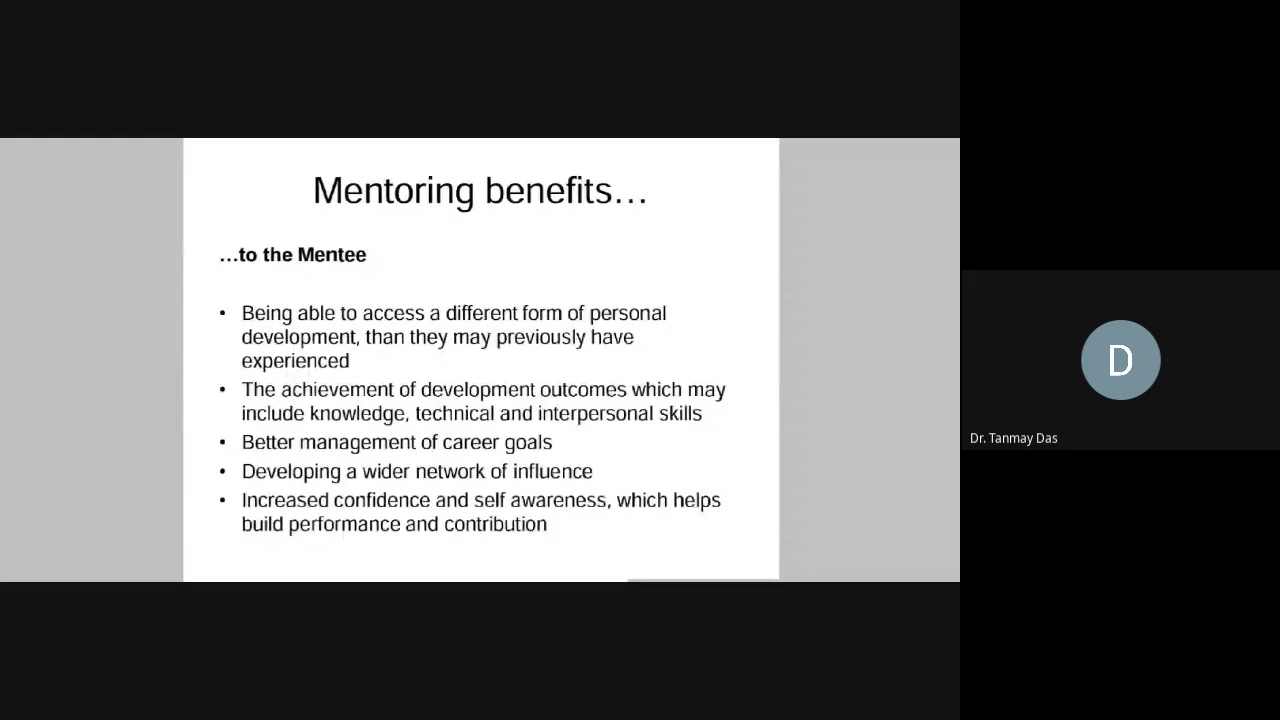 Mentoring benefits…
…to the Mentee
• Being able to access a different form of personal
development, than they may previously have
experienced
• The achievement of development outcomes which may
include knowledge, technical and interpersonal skills
• Better management of career goals
• Developing a wider network of influence
• Increased confidence and self awareness, which helps
build performance and contribution
D
Dr. Tanmay Das